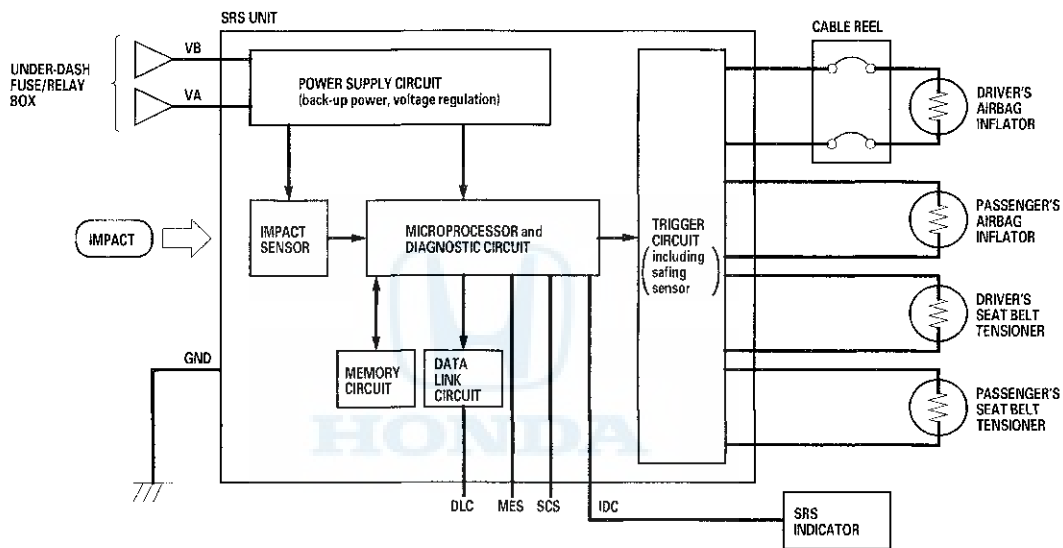 SRS UNIT
CABLE REEL
UNDER-DASH
FUSE/RELAY
BOX
VB
VA
POWER SUPPLY CIRCUIT
(back-up power, voltage regulation)
DRIVER'S
AIRBAG
INFLATOR
IMPACT
IMPACT
SENSOR
MICROPROCESSOR and
DIAGNOSTIC CIRCUIT
TRIGGER
CIRCUIT
(including
safing
sensor)
PASSENGER'S
AIRBAG
INFLATOR
DRIVER'S
SEAT BELT
TENSIONER
GND
MEMORY
CIRCUIT
DATA
LINK
CIRCUIT
PASSENGER'S
SEAT BELT
TENSIONER
HONDA
DLC
MES
SCS
IDC
SRS
INDICATOR